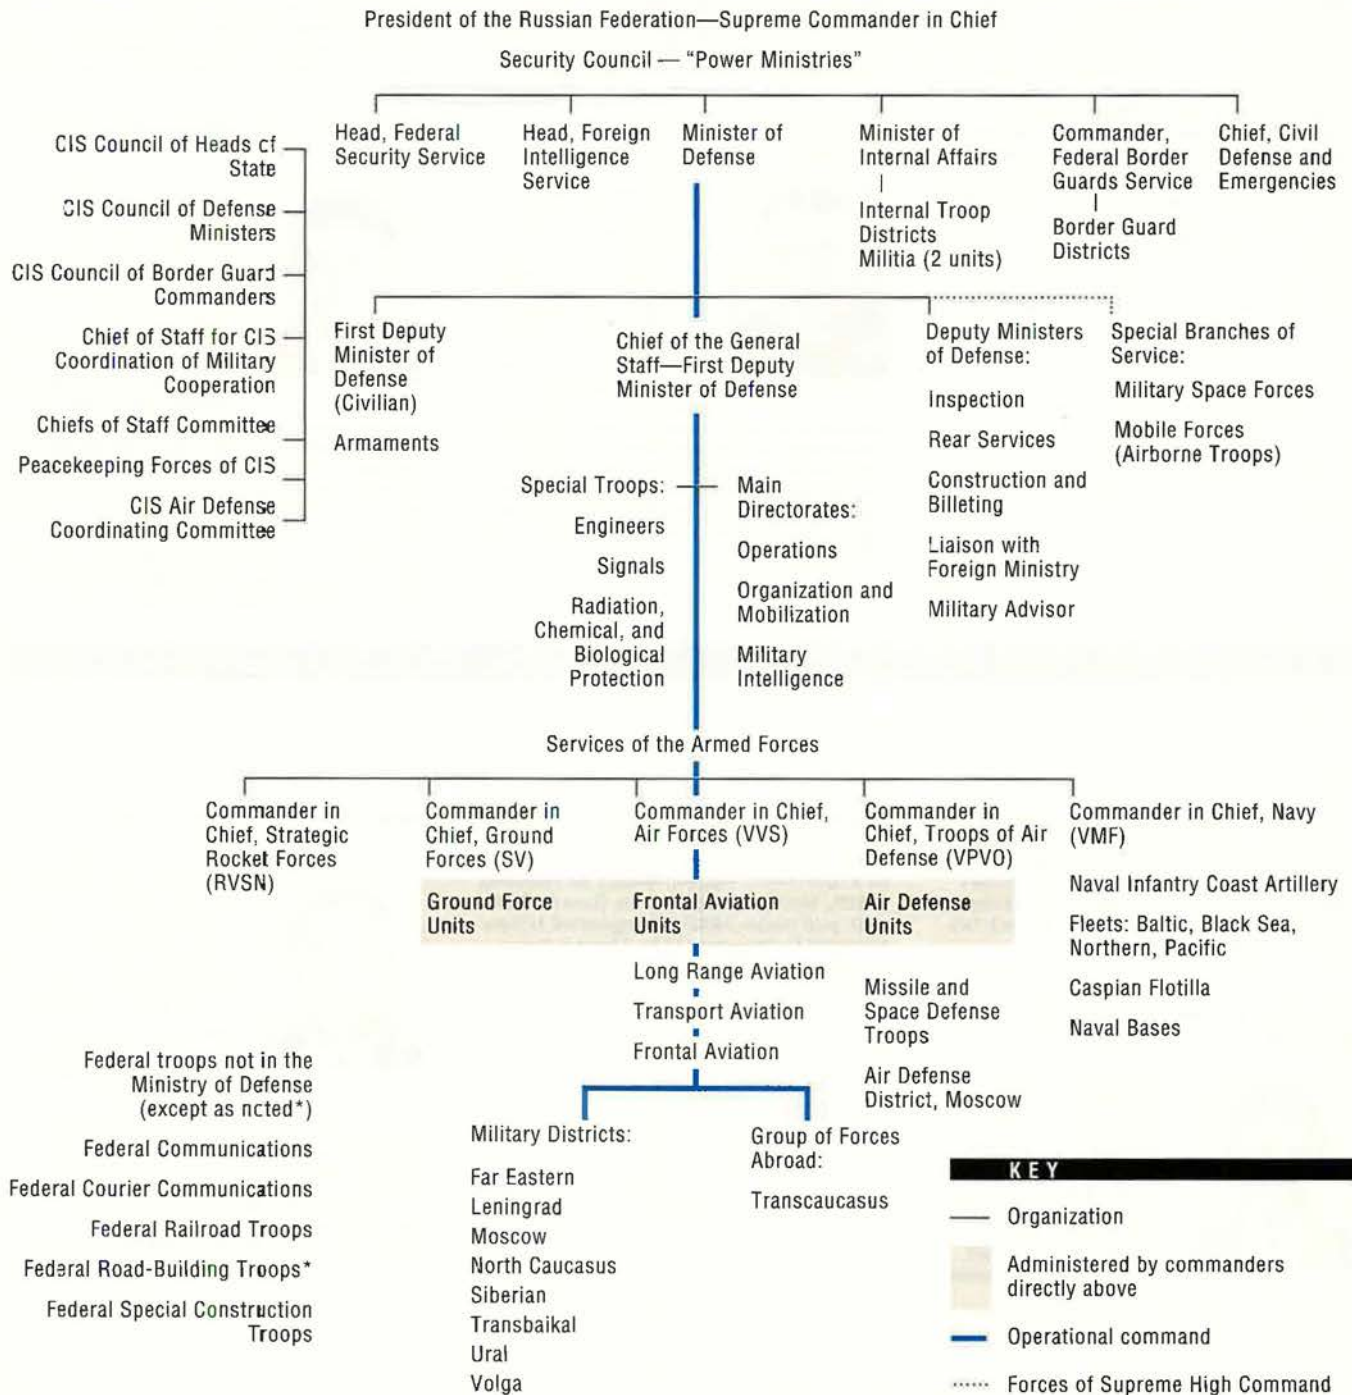 President of the Russian Federation—Supreme Commander in Chief
Security Council — "Power Ministries"
CIS Council of Heads of
State
CIS Council of Defense
Ministers
CIS Council of Border Guard
Commanders
Chief of Staff for CIS
Coordination of Military
Cooperation
Chiefs of Staff Committee
Peacekeeping Forces of CIS
CIS Air Defense
Coordinating Committee
Head, Federal
Security Service
Head, Foreign
Intelligence
Service
Minister of
Defense
Minister of
Internal Affairs
Internal Troop
Districts
Militia (2 units)
Commander,
Federal Border
Guards Service
Border Guard
Districts
Chief, Civil
Defense and
Emergencies
First Deputy
Minister of
Defense
(Civilian)
Armaments
Chief of the General
Staff—First Deputy
Minister of Defense
Deputy Ministers
of Defense:
Inspection
Rear Services
Construction and
Billeting
Liaison with
Foreign Ministry
Military Advisor
Special Branches of
Service:
Military Space Forces
Mobile Forces
(Airborne Troops)
Special Troops:
Engineers
Signals
Radiation,
Chemical, and
Biological
Protection
Main
Directorates:
Operations
Organization and
Mobilization
Military
Intelligence
Services of the Armed Forces
Commander in
Chief, Strategic
Rocket Forces
(RVSN)
Commander in
Chief, Ground
Forces (SV)
Ground Force
Units
Commander in Chief,
Air Forces (VVS)
Frontal Aviation
Units
Long Range Aviation
Transport Aviation
Frontal Aviation
Commander in
Chief, Troops of Air
Defense (VPVO)
Air Defense
Units
Missile and
Space Defense
Troops
Air Defense
District, Moscow
Commander in Chief, Navy
(VMF)
Naval Infantry Coast Artillery
Fleets: Baltic, Black Sea,
Northern, Pacific
Caspian Flotilla
Naval Bases
Federal troops not in the
Ministry of Defense
(except as noted*)
Federal Communications
Federal Courier Communications
Federal Railroad Troops
Federal Road-Building Troops*
Federal Special Construction
Troops
Military Districts:
Far Eastern
Leningrad
Moscow
North Caucasus
Siberian
Transbaikal
Ural
Volga
Group of Forces
Abroad:
Transcaucasus
KEY
Organization
Administered by commanders
directly above
Operational command
Forces of Supreme High Command